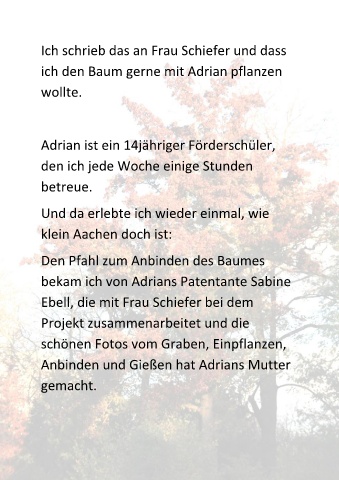 Ich schrieb das an Frau Schiefer und dass
ich den Baum gerne mit Adrian pflanzen
wollte.
Adrian ist ein 14jähriger Förderschüler,
den ich jede Woche einige Stunden
betreue.
Und da erlebte ich wieder einmal, wie
klein Aachen doch ist:
Den Pfahl zum Anbinden des Baumes
bekam ich von Adrians Patentante Sabine
Ebell, die mit Frau Schiefer bei dem
Projekt zusammenarbeitet und die
schönen Fotos vom Graben, Einpflanzen,
Anbinden und Gießen hat Adrians Mutter
gemacht.